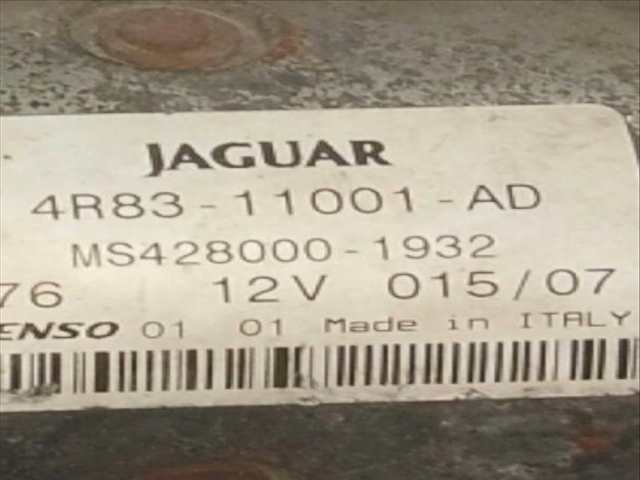 JAGUAR
4R83-11001-AD
MS428000-1932
76 12V 015/07
ENSO 01 01 Made in ITALY